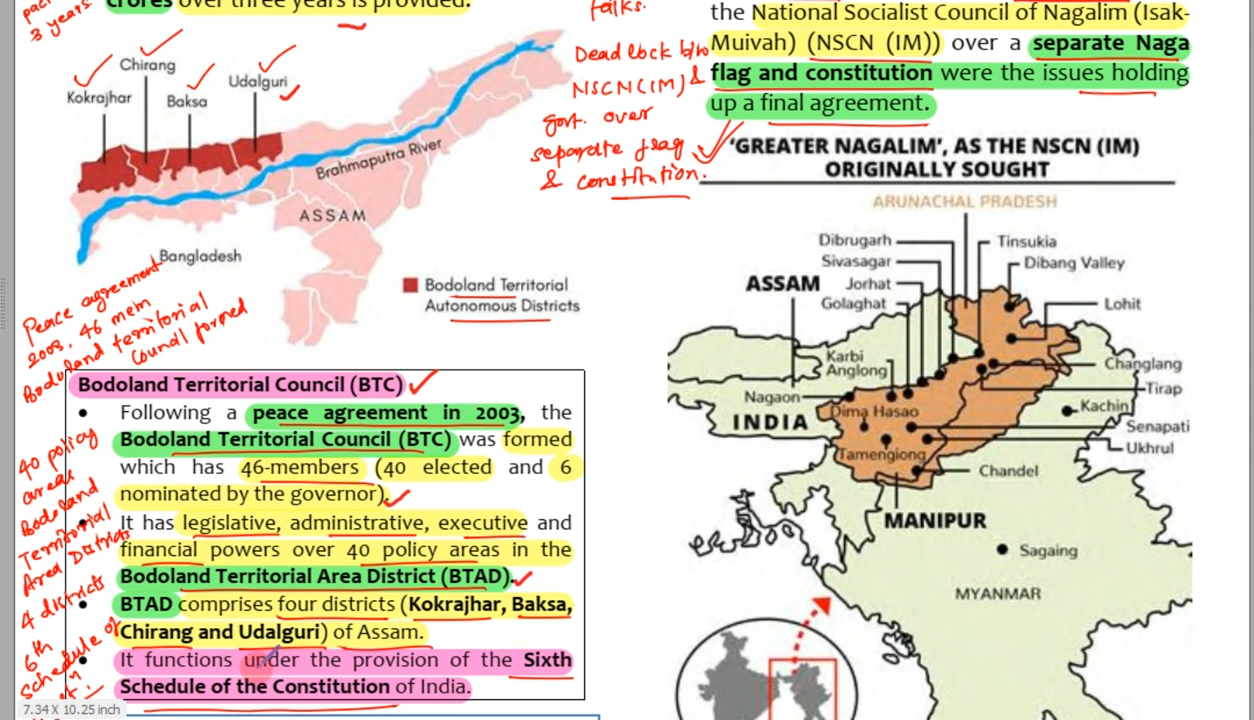 crores over three years is provided.
3 years.
Chirang
Kokrajhar
Baksa
Udalguri
Brahmaputra River
ASSAM
Bangladesh
Bodoland Territorial
Autonomous Districts
Peace agreement
2003, 46 mem
Bodoland territorial
Council formed
Bodoland Territorial Council (BTC)
• Following a peace agreement in 2003, the
Bodoland Territorial Council (BTC) was formed
which has 46-members (40 elected and 6
nominated by the governor).
• It has legislative, administrative, executive and
financial powers over 40 policy areas in the
Bodoland Territorial Area District (BTAD).
• BTAD comprises four districts (Kokrajhar, Baksa,
Chirang and Udalguri) of Assam.
• It functions under the provision of the Sixth
Schedule of the Constitution of India.
40 policy
areas
Bodoland
Territorial
Area Districts
4 districts
6th
Schedule of
7.34 X 10.25 inch
talks.
Dead lock b/w
NSCN(IM) &
govt. over
separate flag
& constitution.
the National Socialist Council of Nagalim (Isak-
Muivah) (NSCN (IM)) over a separate Naga
flag and constitution were the issues holding
up a final agreement.
'GREATER NAGALIM', AS THE NSCN (IM)
ORIGINALLY SOUGHT
ARUNACHAL PRADESH
Dibrugarh
Tinsukia
Sivasagar
Dibang Valley
ASSAM
Jorhat
Golaghat
Lohit
Karbi
Anglong
Changlang
Tirap
Nagaon
Dima Hasao
Kachin
INDIA
Senapati
Ukhrul
Tamengiong
Chandel
MANIPUR
Sagaing
MYANMAR